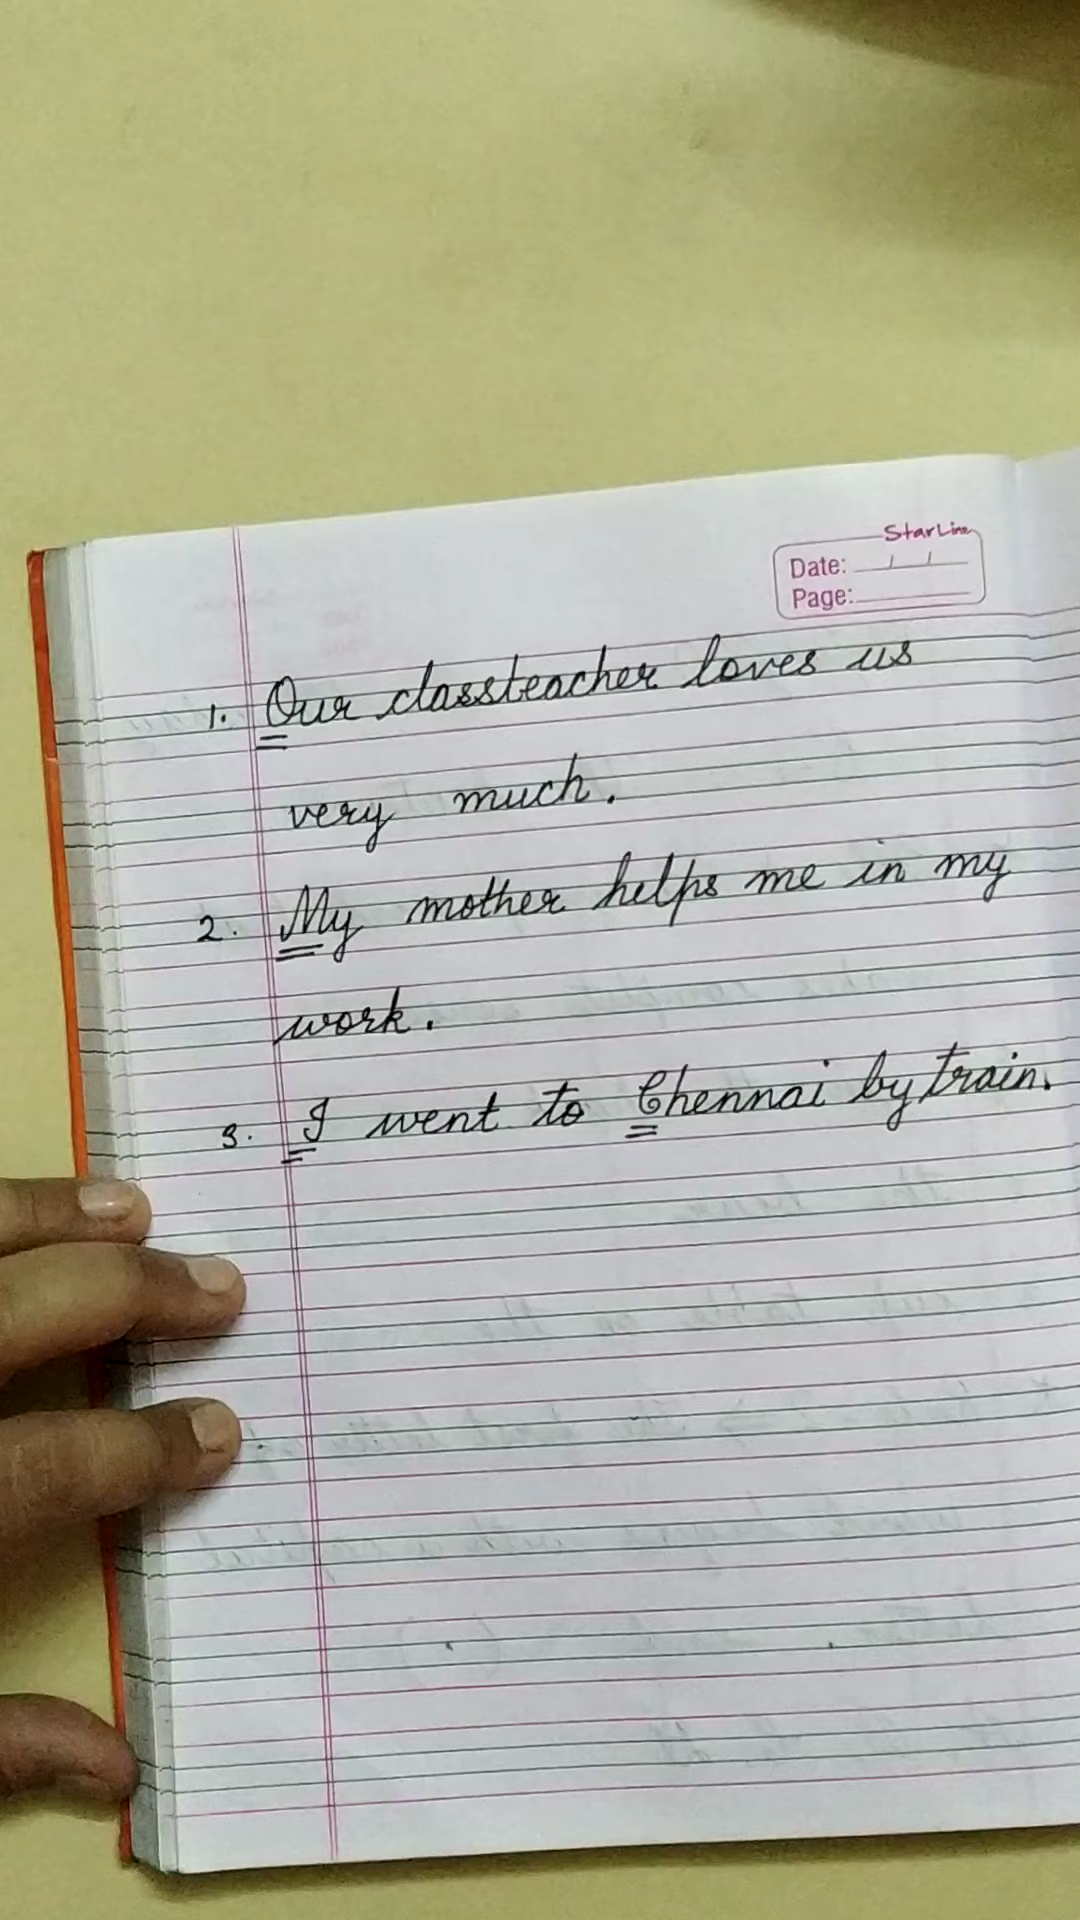 StarLine
Date:
Page:
1. Our classteacher loves us
very much.
2. My mother helps me in my
work.
3. I went to Chennai by train.